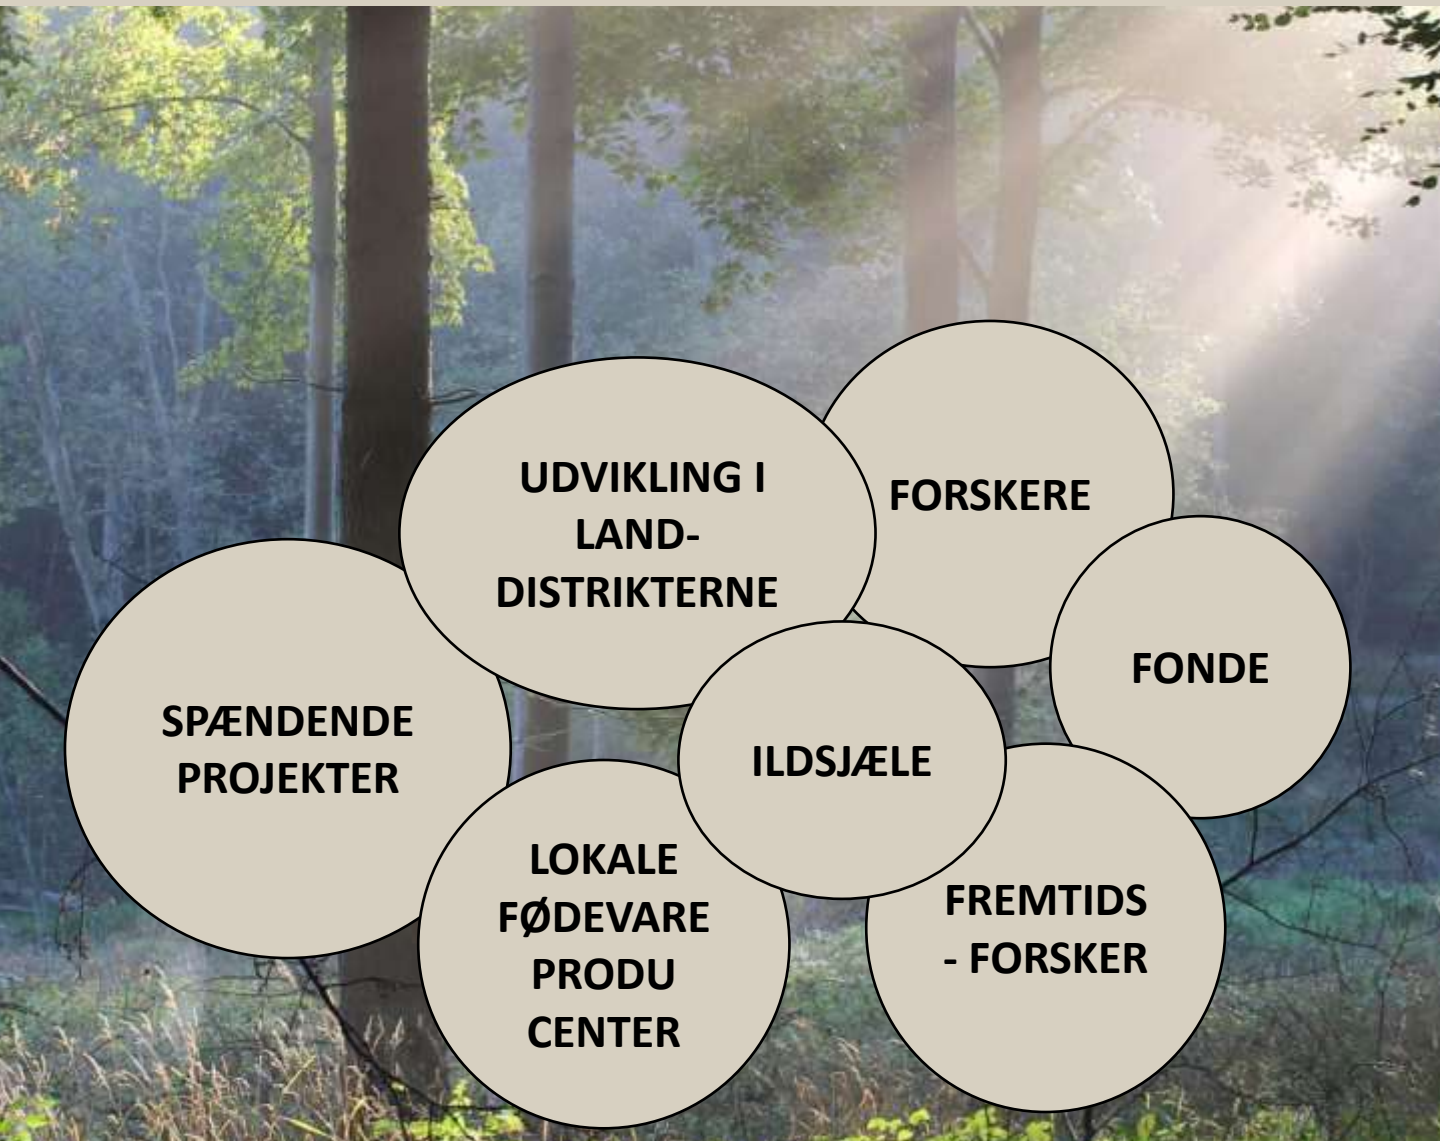 UDVIKLING I
LAND-
DISTRIKTERNE
FORSKERE
FONDE
SPÆNDENDE
PROJEKTER
ILDSJÆLE
LOKALE
FØDEVARE
PRODU
CENTER
FREMTIDS
- FORSKER